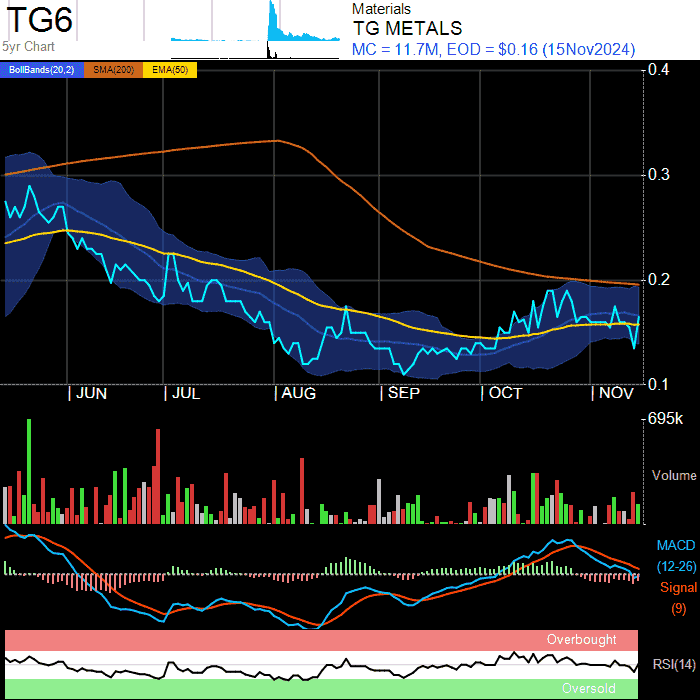 TG6
5yr Chart
Materials
TG METALS
MC = 11.7M, EOD = $0.16 (15Nov2024)
BollBands(20,2) SMA(200) EMA(50)
0.4
0.3
0.2
0.1
JUN JUL AUG SEP OCT NOV
695k
Volume
MACD
(12-26)
Signal
(9)
Overbought
RSI(14)
Oversold